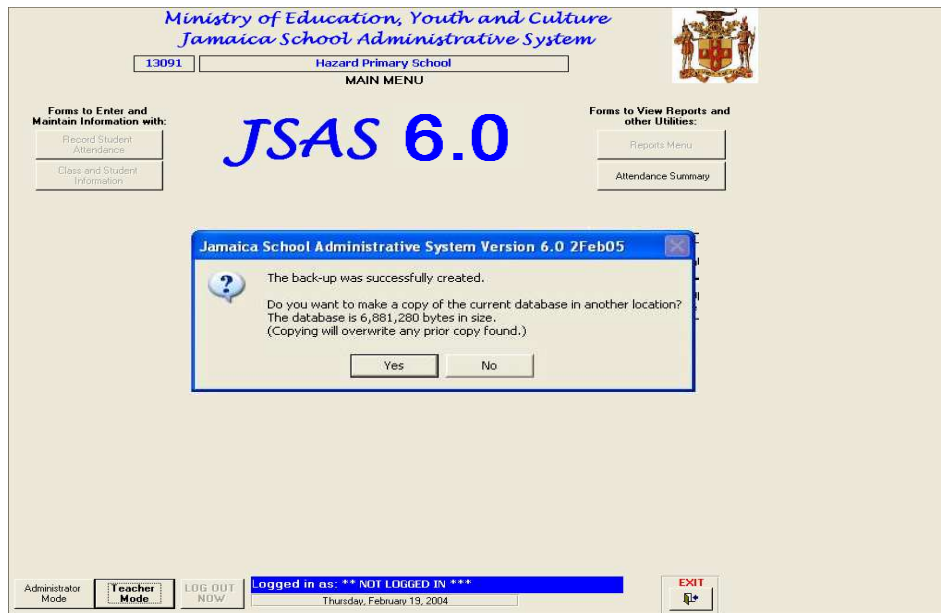 Ministry of Education, Youth and Culture
Jamaica School Administrative System
13091
Hazard Primary School
MAIN MENU
Forms to Enter and
Maintain Information with:
Record Student
Attendance
Class and Student
Information
JSAS 6.0
Forms to View Reports and
other Utilities:
Reports Menu
Attendance Summary
Jamaica School Administrative System Version 6.0 2Feb05
The back-up was successfully created.
Do you want to make a copy of the current database in another location?
The database is 6,881,280 bytes in size.
(Copying will overwrite any prior copy found.)
Yes
No
Administrator
Mode
Teacher
Mode
LOG OUT
NOW
Logged in as: ** NOT LOGGED IN ***
Thursday, February 19, 2004
EXIT